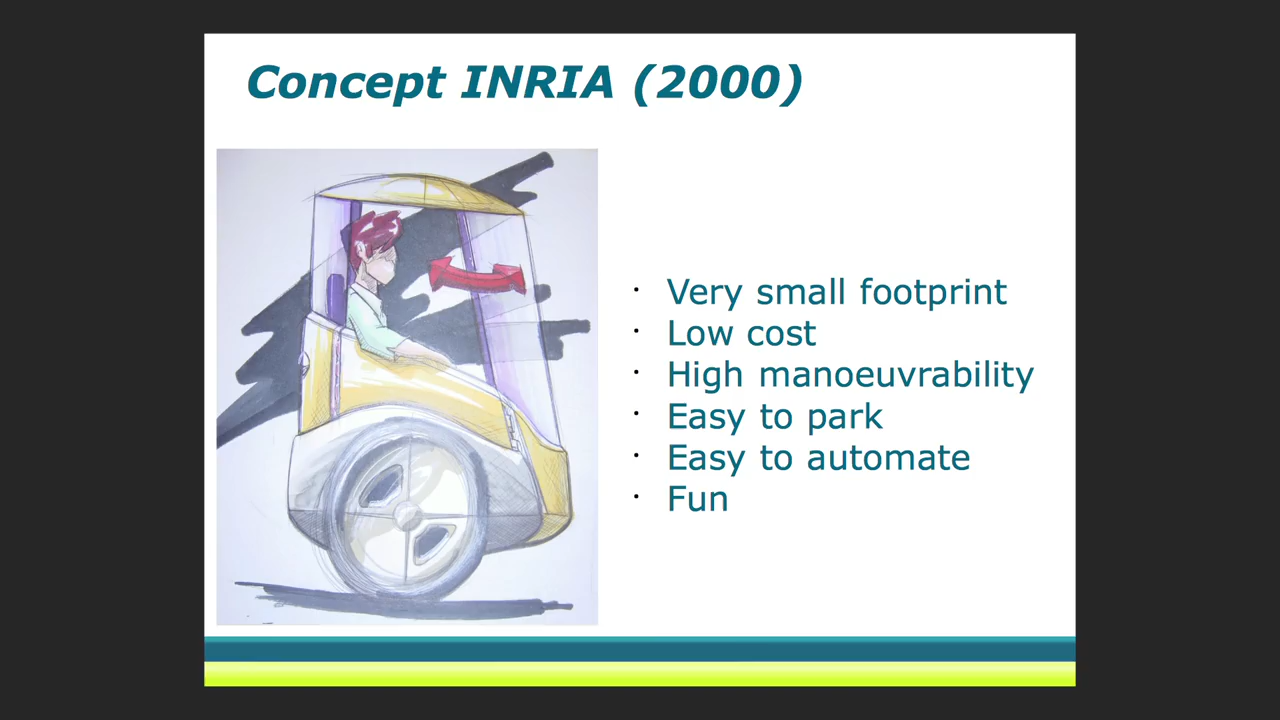 Concept INRIA (2000)
· Very small footprint
· Low cost
· High manoeuvrability
· Easy to park
· Easy to automate
· Fun